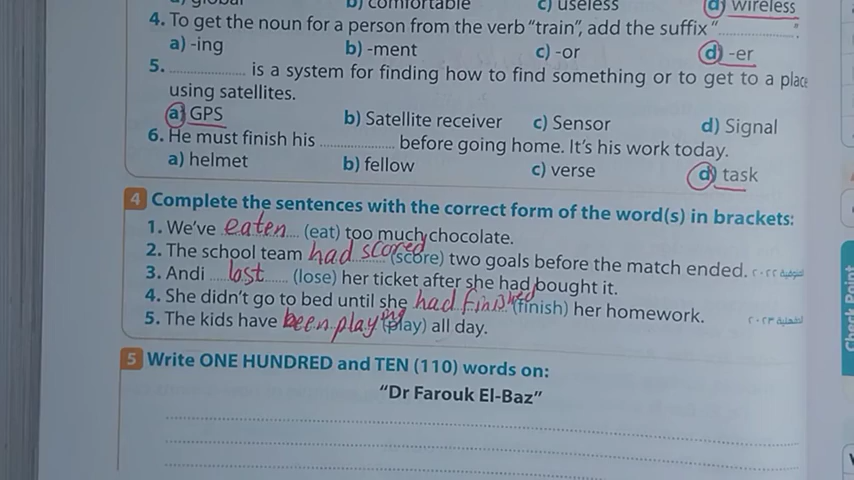 b) comfortable c) useless d) wireless
4. To get the noun for a person from the verb "train", add the suffix "..................".
a) -ing b) -ment c) -or d) -er
5. .................. is a system for finding how to find something or to get to a place
using satellites.
a) GPS b) Satellite receiver c) Sensor d) Signal
6. He must finish his .................. before going home. It's his work today.
a) helmet b) fellow c) verse d) task
4 Complete the sentences with the correct form of the word(s) in brackets:
1. We've eaten (eat) too much chocolate.
2. The school team had scored (score) two goals before the match ended.
3. Andi lost (lose) her ticket after she had bought it.
4. She didn't go to bed until she had finished (finish) her homework.
5. The kids have been playing (play) all day.
5 Write ONE HUNDRED and TEN (110) words on:
"Dr Farouk El-Baz"
Check Point